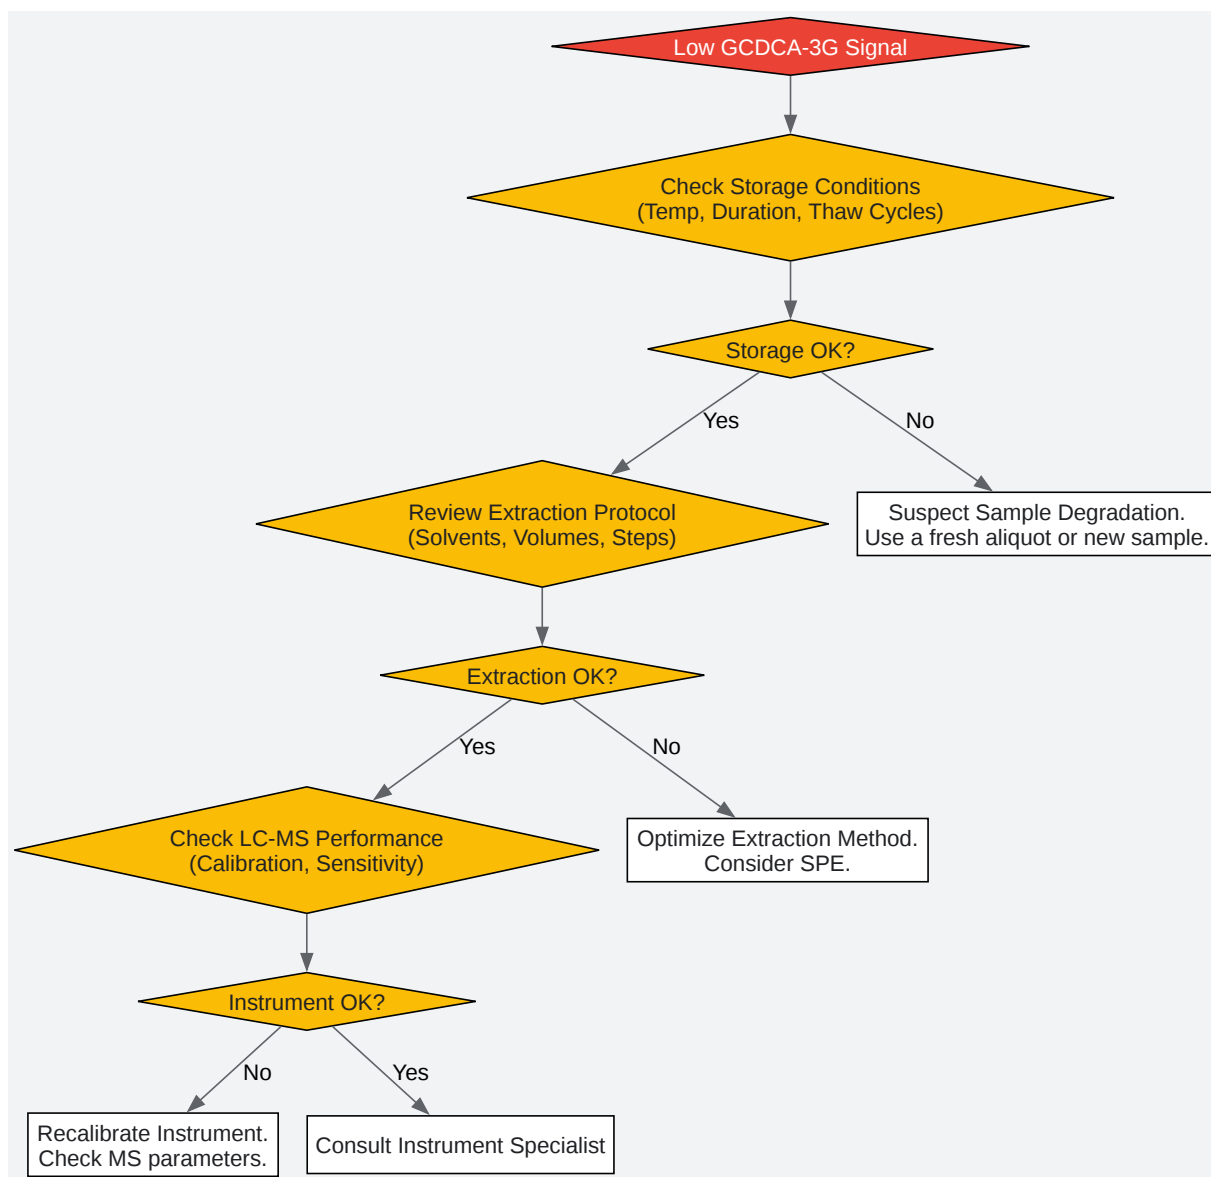 Low GCDCA-3G Signal
Check Storage Conditions
(Temp, Duration, Thaw Cycles)
Storage OK?
Yes
No
Review Extraction Protocol
(Solvents, Volumes, Steps)
Suspect Sample Degradation.
Use a fresh aliquot or new sample.
Extraction OK?
Yes
No
Check LC-MS Performance
(Calibration, Sensitivity)
Optimize Extraction Method.
Consider SPE.
Instrument OK?
No
Yes
Recalibrate Instrument.
Check MS parameters.
Consult Instrument Specialist